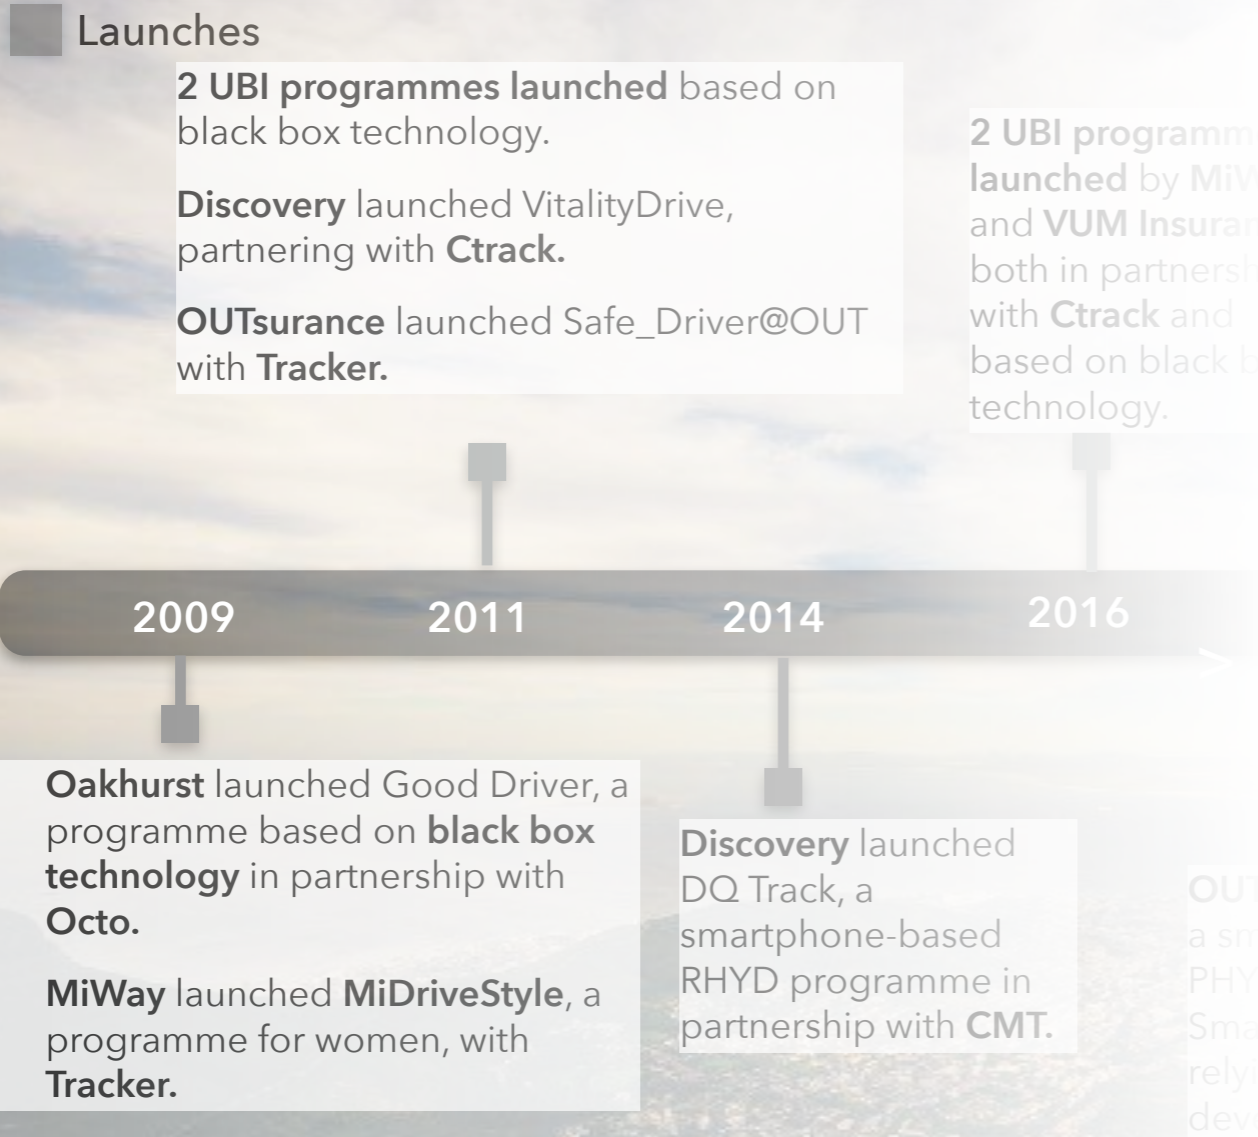 Launches
2 UBI programmes launched based on
black box technology.
Discovery launched VitalityDrive,
partnering with Ctrack.
OUTsurance launched Safe_Driver@OUT
with Tracker.
2 UBI
launched by
and VUM
both in
with Ctrack and
based on black
technology.
2009 2011 2014 2016
Oakhurst launched Good Driver, a
programme based on black box
technology in partnership with
Octo.
MiWay launched MiDriveStyle, a
programme for women, with
Tracker.
Discovery launched
DQ Track, a
smartphone-based
RHYD programme in
partnership with CMT.
a